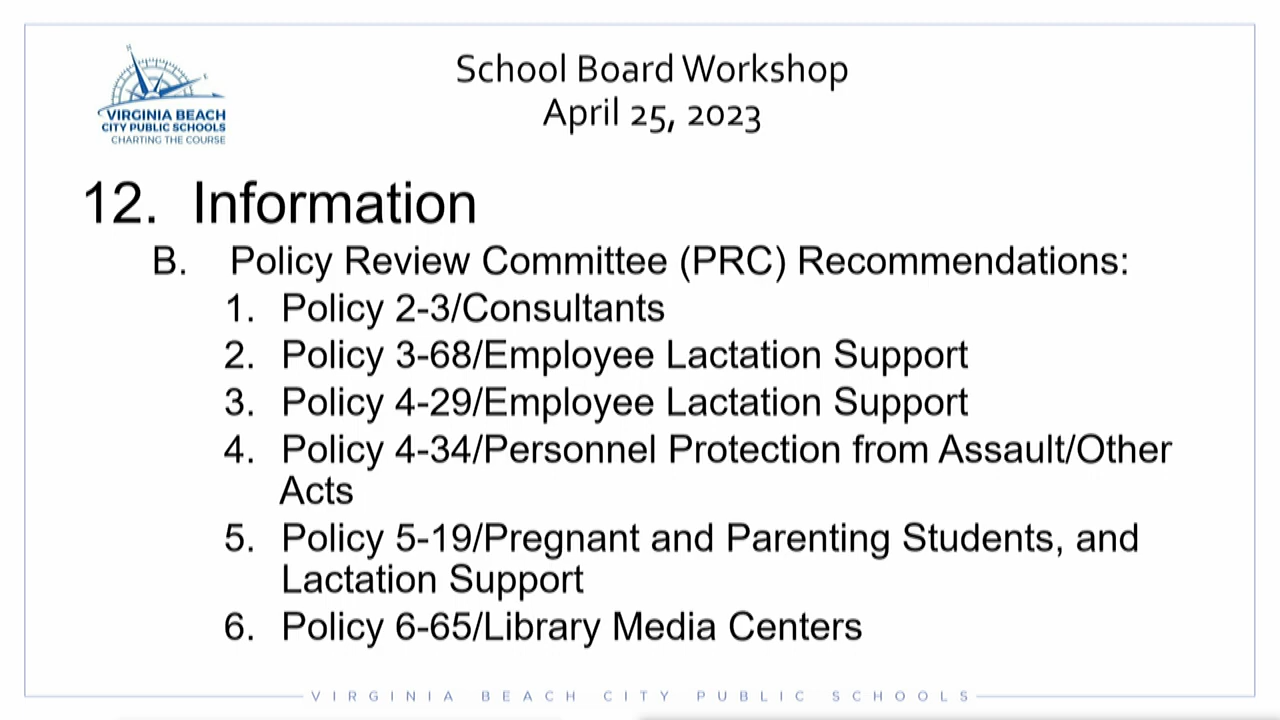 School Board Workshop
April 25, 2023
VIRGINIA BEACH
CITY PUBLIC SCHOOLS
CHARTING THE COURSE
12. Information
B. Policy Review Committee (PRC) Recommendations:
1. Policy 2-3/Consultants
2. Policy 3-68/Employee Lactation Support
3. Policy 4-29/Employee Lactation Support
4. Policy 4-34/Personnel Protection from Assault/Other
Acts
5. Policy 5-19/Pregnant and Parenting Students, and
Lactation Support
6. Policy 6-65/Library Media Centers
VIRGINIA BEACH CITY PUBLIC SCHOOLS